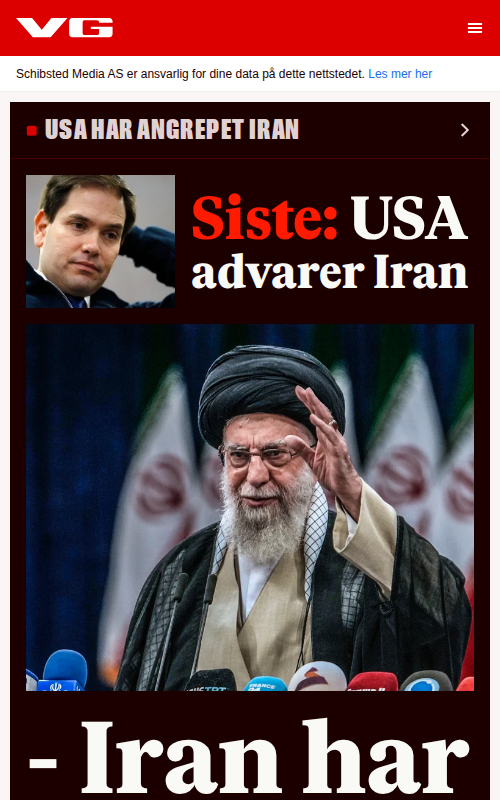 VG
Schibsted Media AS er ansvarlig for dine data på dette nettstedet. Les mer her
USA HAR ANGREPET IRAN
Siste: USA
advarer Iran
FRANCE
- Iran har